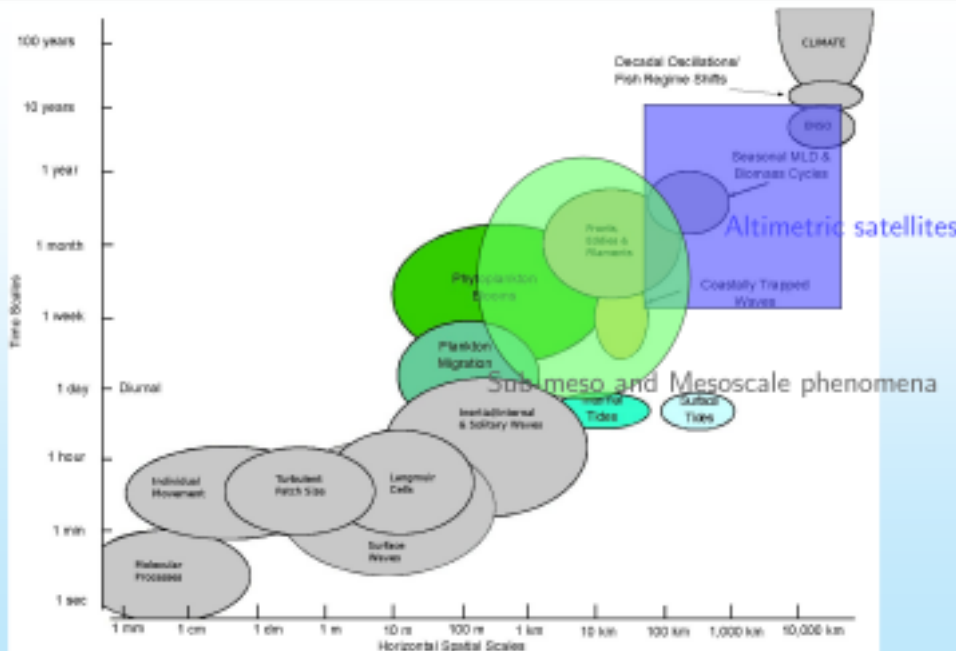 100 years
10 years
1 year
1 month
1 week
1 day
1 hour
1 min
1 sec
Time Scales
Diurnal
CLIMATE
Decadal Oscillations/
Fish Regime Shifts
ENSO
Seasonal MLD &
Biomass Cycles
Altimetric satellites
Fronts,
Eddies &
Filaments
Phytoplankton
Blooms
Coastally Trapped
Waves
Plankton
Migration
Sub meso and Mesoscale phenomena
Internal
Tides
Surface
Tides
Inertial/Internal
& Solitary Waves
Individual
Movement
Turbulent
Patch Size
Langmuir
Cells
Surface
Waves
Molecular
Processes
1 mm
1 cm
1 dm
1 m
10 m
100 m
1 km
10 km
100 km
1,000 km
10,000 km
Horizontal Spatial Scales